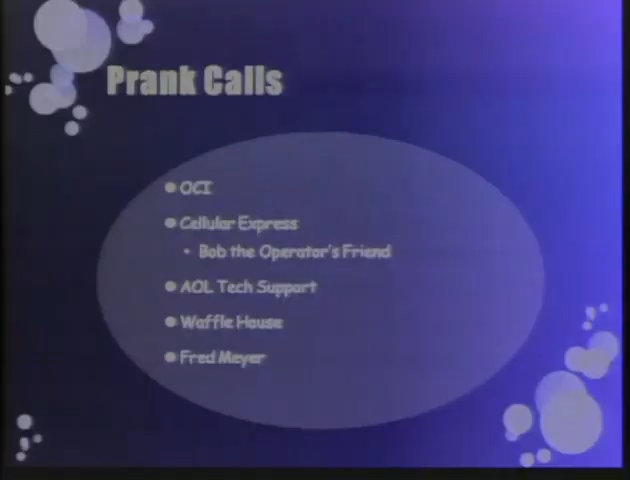 Prank Calls
OCI
Cellular Express
Bob the Operator's Friend
AOL Tech Support
Waffle House
Fred Meyer